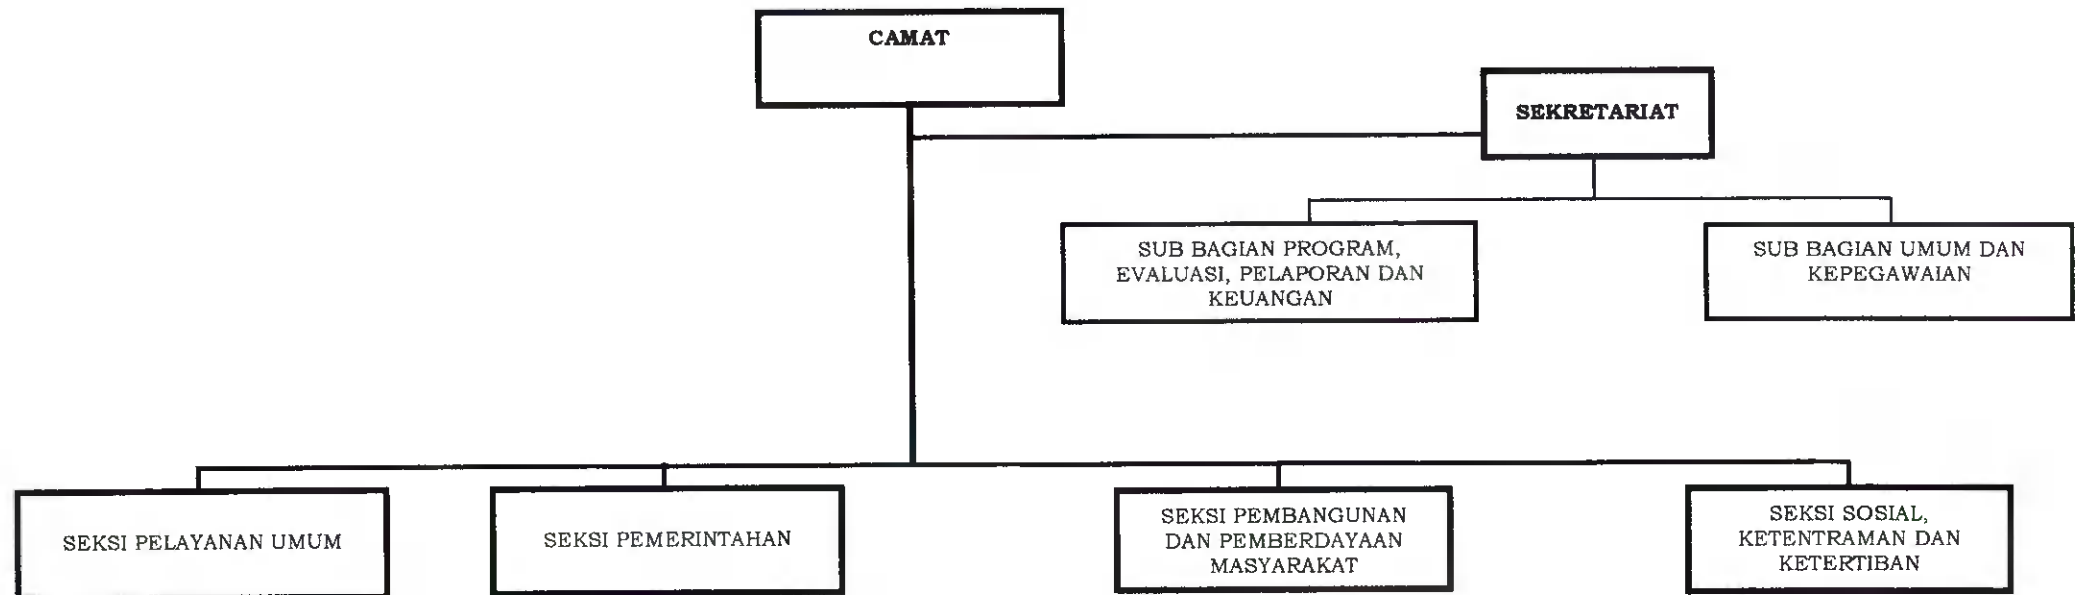 CAMAT
SEKRETARIAT
SUB BAGIAN PROGRAM,
EVALUASI, PELAPORAN DAN
KEUANGAN
SUB BAGIAN UMUM DAN
KEPEGAWAIAN
SEKSI PELAYANAN UMUM
SEKSI PEMERINTAHAN
SEKSI PEMBANGUNAN
DAN PEMBERDAYAAN
MASYARAKAT
SEKSI SOSIAL,
KETENTRAMAN DAN
KETERTIBAN